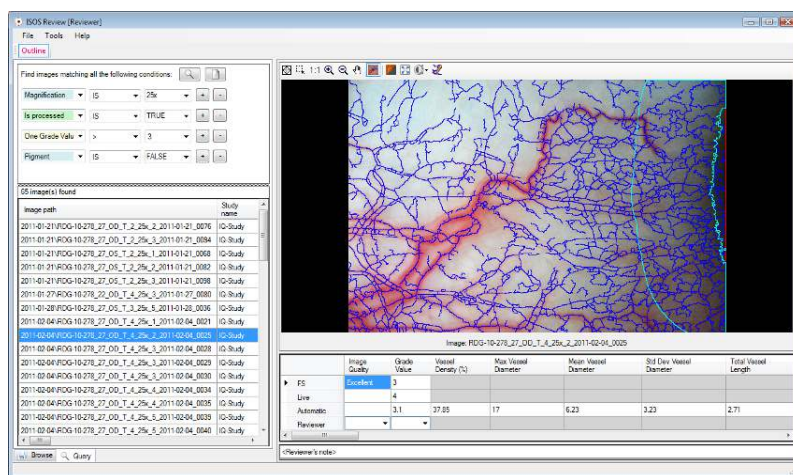 ISOS Review [Reviewer]
File Tools Help
Outline
Find images matching all the following conditions:
Magnification IS 25x + -
Is processed IS TRUE + -
One Grade Valu > 3 + -
Pigment IS FALSE + -
65 image(s) found
Image path Study name
2011-01-21\RDG-10-278_27_OD_T_2_25x_2_2011-01-21_0076 IQ-Study
2011-01-21\RDG-10-278_27_OD_T_2_25x_3_2011-01-21_0094 IQ-Study
2011-01-21\RDG-10-278_27_OS_T_2_25x_1_2011-01-21_0068 IQ-Study
2011-01-21\RDG-10-278_27_OS_T_2_25x_2_2011-01-21_0082 IQ-Study
2011-01-21\RDG-10-278_27_OS_T_2_25x_3_2011-01-21_0098 IQ-Study
2011-01-27\RDG-10-278_22_OD_T_4_25x_3_2011-01-27_0080 IQ-Study
2011-01-28\RDG-10-278_27_OS_T_3_25x_5_2011-01-28_0036 IQ-Study
2011-02-04\RDG-10-278_27_OD_T_4_25x_1_2011-02-04_0021 IQ-Study
2011-02-04\RDG-10-278_27_OD_T_4_25x_2_2011-02-04_0025 IQ-Study
2011-02-04\RDG-10-278_27_OD_T_4_25x_3_2011-02-04_0028 IQ-Study
2011-02-04\RDG-10-278_27_OD_T_4_25x_3_2011-02-04_0029 IQ-Study
2011-02-04\RDG-10-278_27_OD_T_4_25x_3_2011-02-04_0030 IQ-Study
2011-02-04\RDG-10-278_27_OD_T_4_25x_4_2011-02-04_0034 IQ-Study
2011-02-04\RDG-10-278_27_OD_T_4_25x_4_2011-02-04_0035 IQ-Study
2011-02-04\RDG-10-278_27_OD_T_4_25x_5_2011-02-04_0039 IQ-Study
2011-02-04\RDG-10-278_27_OD_T_4_25x_5_2011-02-04_0040 IQ-Study
Browse Query
1:1
Image: RDG-10-278_27_OD_T_4_25x_2_2011-02-04_0025
Image Quality Grade Value Vessel Density (%) Max Vessel Diameter Mean Vessel Diameter Std Dev Vessel Diameter Total Vessel Length
FS Excellent 3
Live 4
Automatic 3.1 37.85 17 6.23 3.23 2.71
Reviewer
<Reviewer's note>